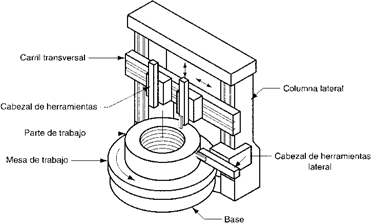 Carril transversal
Columna lateral
Cabezal de herramientas
Parte de trabajo
Mesa de trabajo
Cabezal de herramientas
lateral
Base